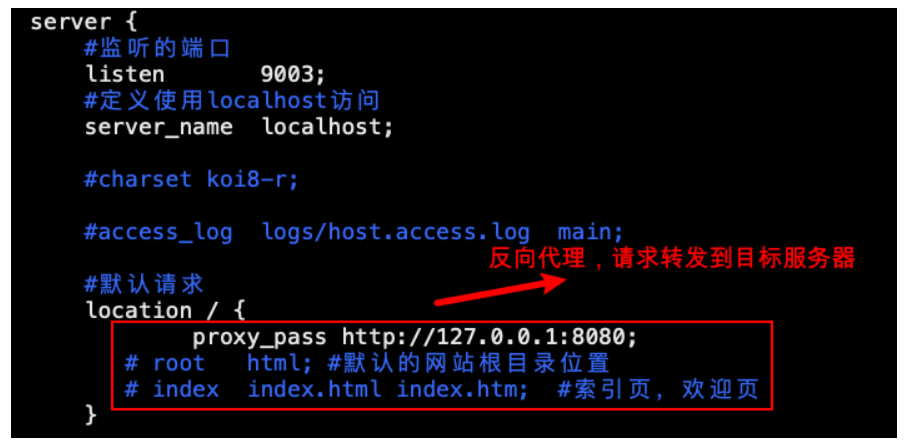 server {
#监听的端口
listen 9003;
#定义使用localhost访问
server_name localhost;
#charset koi8-r;
#access_log logs/host.access.log main;
反向代理，请求转发到目标服务器
#默认请求
location / {
proxy_pass http://127.0.0.1:8080;
# root html; #默认的网站根目录位置
# index index.html index.htm; #索引页，欢迎页
}